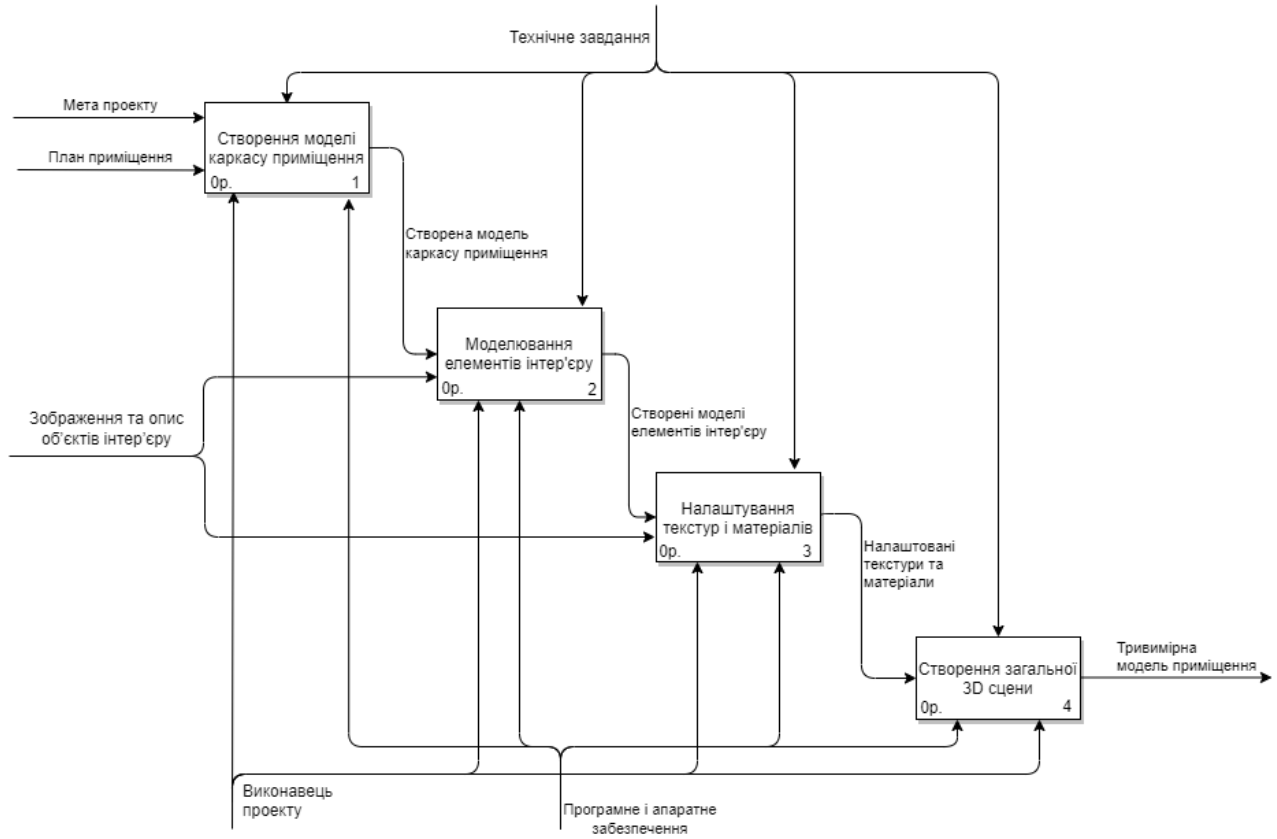 Технічне завдання
Мета проекту
Створення моделі
каркасу приміщення
План приміщення
0р.
1
Створена модель
каркасу приміщення
Моделювання
елементів інтер'єру
0р.
2
Зображення та опис
об’єктів інтер’єру
Створені моделі
елементів інтер'єру
Налаштування
текстур і матеріалів
0р.
3
Налаштовані
текстури та
матеріали
Створення загальної
3D сцени
0р.
4
Тривимірна
модель приміщення
Виконавець
проекту
Програмне і апаратне
забезпечення